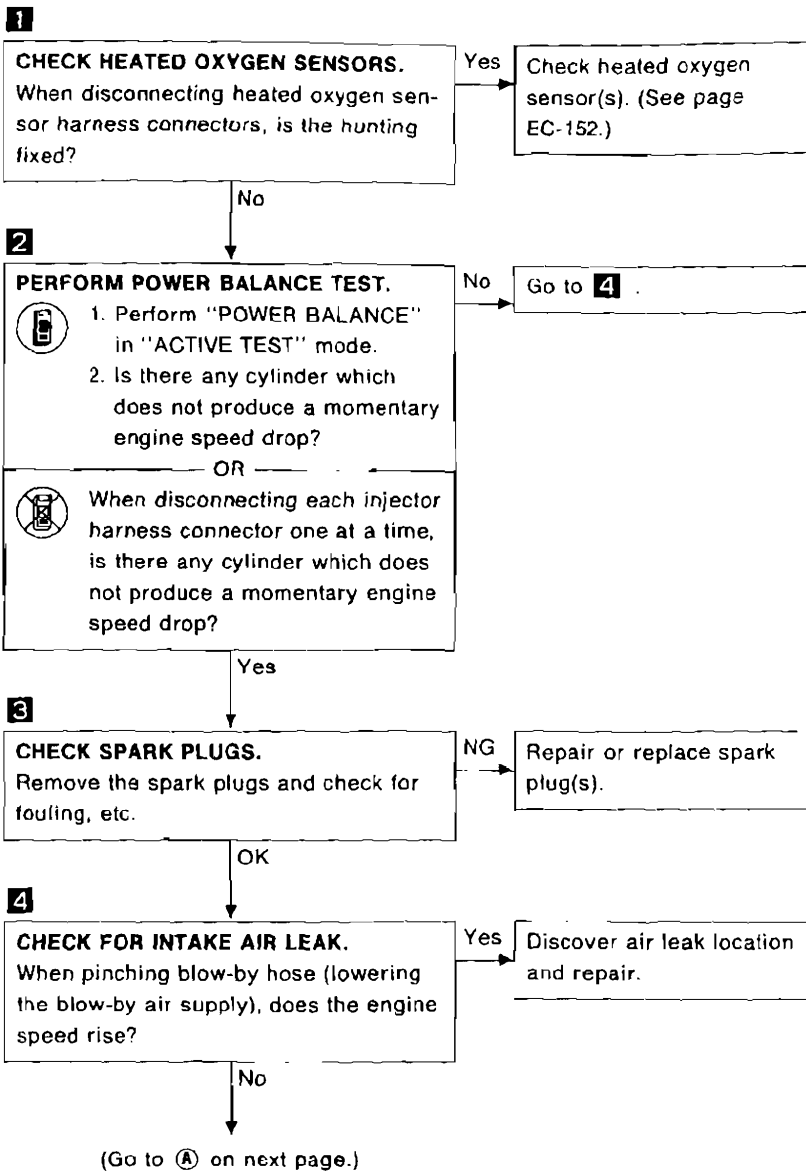 1
CHECK HEATED OXYGEN SENSORS.
When disconnecting heated oxygen sen-
sor harness connectors, is the hunting
fixed?
Yes
Check heated oxygen
sensor(s). (See page
EC-152.)
No
2
PERFORM POWER BALANCE TEST.
1. Perform "POWER BALANCE"
in "ACTIVE TEST" mode.
2. Is there any cylinder which
does not produce a momentary
engine speed drop?
OR
When disconnecting each injector
harness connector one at a time,
is there any cylinder which does
not produce a momentary engine
speed drop?
No
Go to 4 .
Yes
3
CHECK SPARK PLUGS.
Remove the spark plugs and check for
fouling, etc.
NG
Repair or replace spark
plug(s).
OK
4
CHECK FOR INTAKE AIR LEAK.
When pinching blow-by hose (lowering
the blow-by air supply), does the engine
speed rise?
Yes
Discover air leak location
and repair.
No
(Go to Ⓐ on next page.)